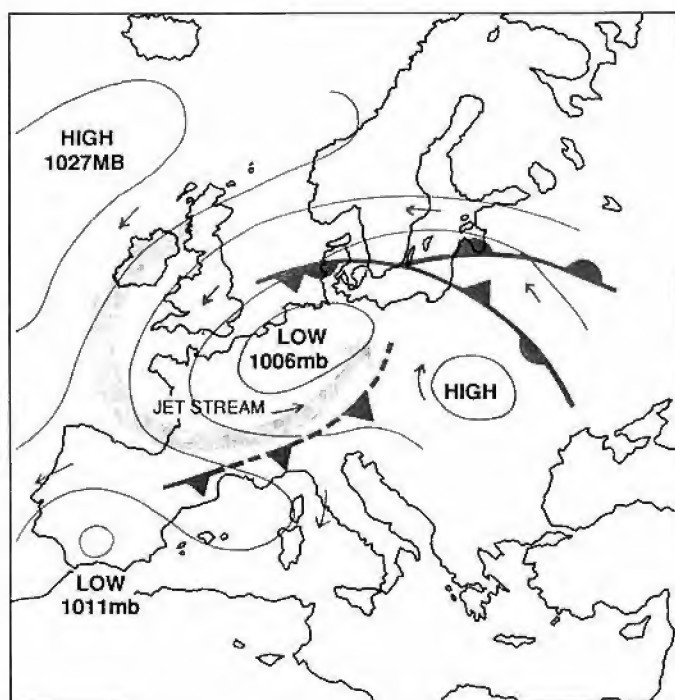 HIGH
1027MB
LOW
1006mb
JET STREAM
HIGH
LOW
1011mb